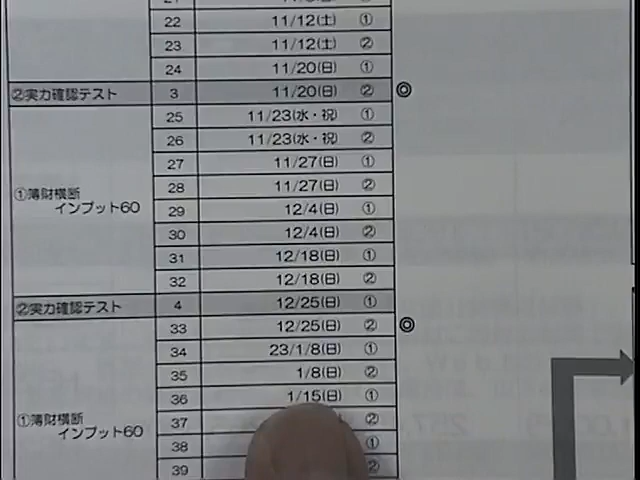 22 11/12(土) ①
23 11/12(土) ②
24 11/20(日) ①
②実力確認テスト 3 11/20(日) ② ◎
25 11/23(水・祝) ①
26 11/23(水・祝) ②
27 11/27(日) ①
28 11/27(日) ②
①簿財横断
インプット60
29 12/4(日) ①
30 12/4(日) ②
31 12/18(日) ①
32 12/18(日) ②
②実力確認テスト 4 12/25(日) ①
33 12/25(日) ② ◎
34 23/1/8(日) ①
35 1/8(日) ②
36 1/15(日) ①
①簿財横断
インプット60
37 ②
38 ①
39 ②